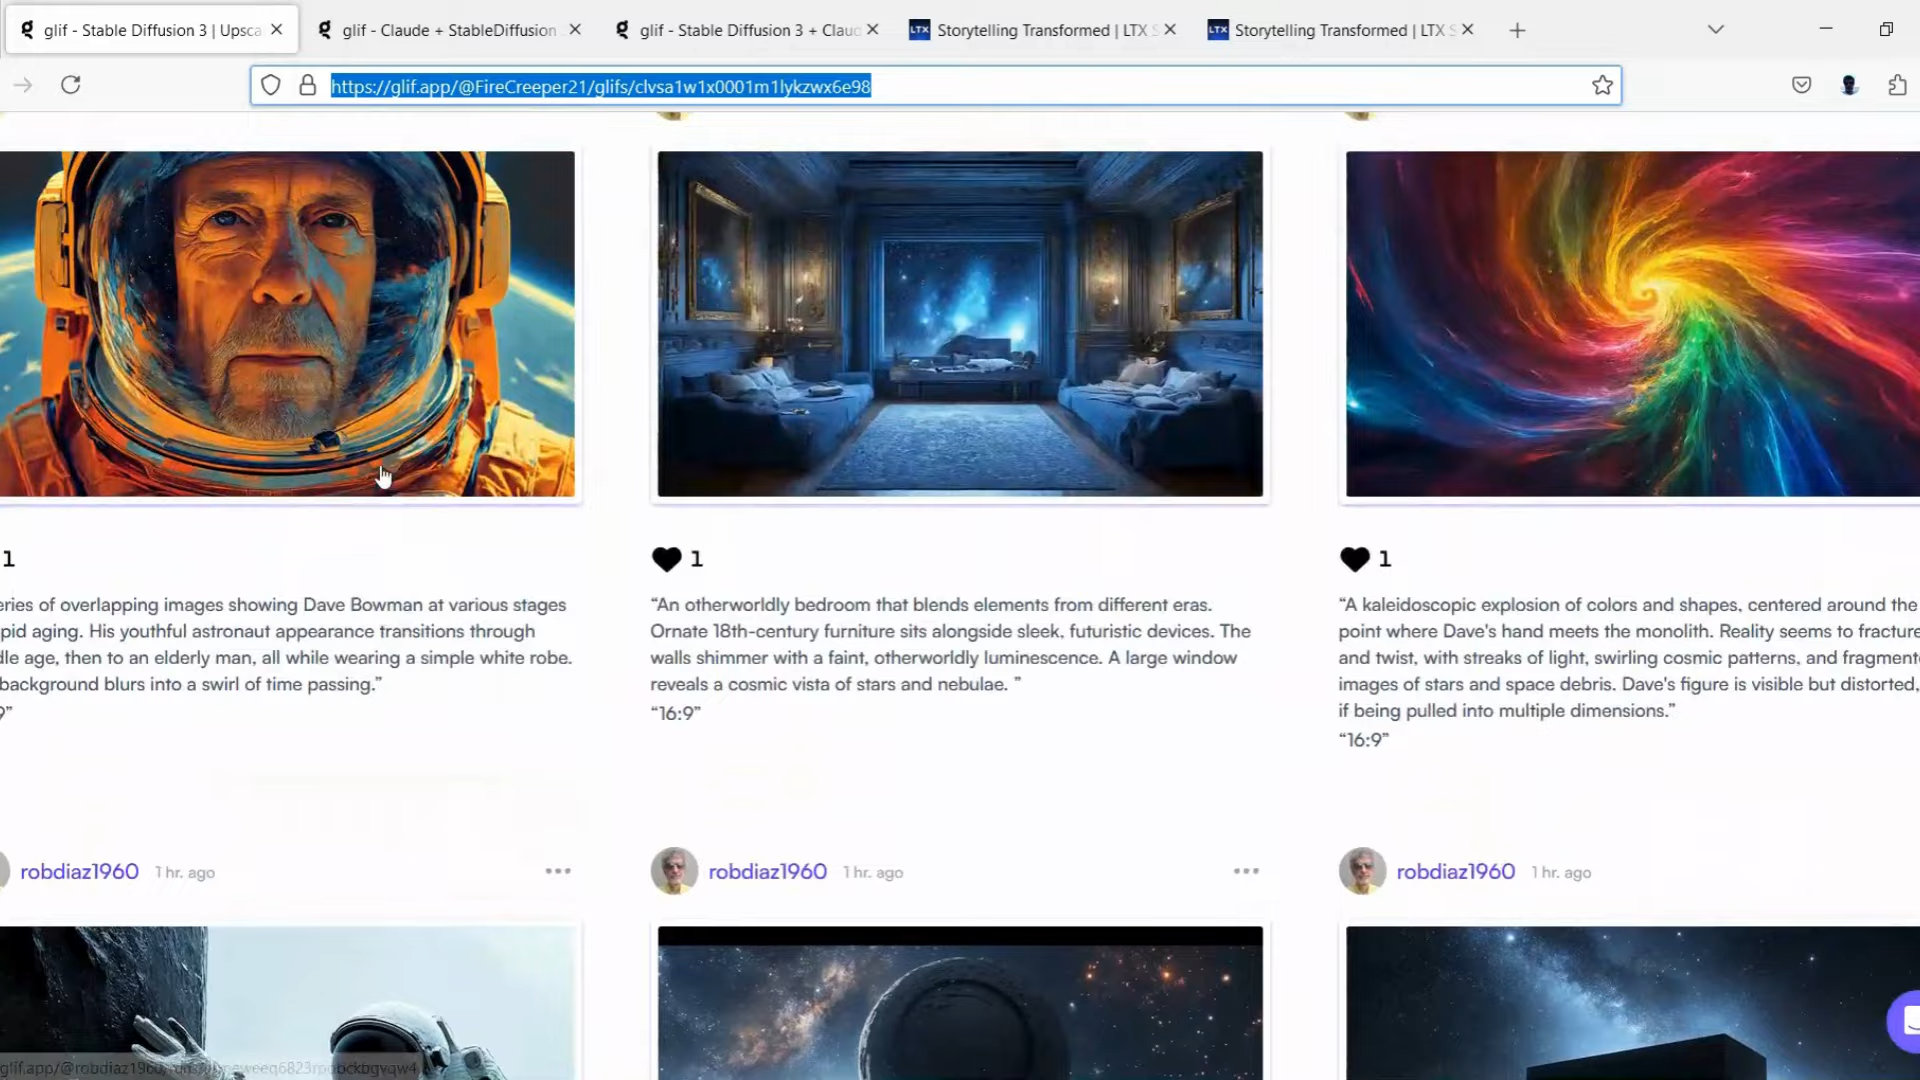 glif - Stable Diffusion 3 | Upsca
glif - Claude + StableDiffusion
glif - Stable Diffusion 3 + Claud
LTX Storytelling Transformed | LTX S
LTX Storytelling Transformed | LTX S
https://glif.app/@FireCreeper21/glifs/clvsa1w1x0001m1lykzwx6e98
1
eries of overlapping images showing Dave Bowman at various stages
pid aging. His youthful astronaut appearance transitions through
dle age, then to an elderly man, all while wearing a simple white robe.
background blurs into a swirl of time passing.”
9”
1
“An otherworldly bedroom that blends elements from different eras.
Ornate 18th-century furniture sits alongside sleek, futuristic devices. The
walls shimmer with a faint, otherworldly luminescence. A large window
reveals a cosmic vista of stars and nebulae. ”
“16:9”
1
“A kaleidoscopic explosion of colors and shapes, centered around the
point where Dave's hand meets the monolith. Reality seems to fracture
and twist, with streaks of light, swirling cosmic patterns, and fragment
images of stars and space debris. Dave's figure is visible but distorted,
if being pulled into multiple dimensions.”
“16:9”
robdiaz1960 1 hr. ago
robdiaz1960 1 hr. ago
robdiaz1960 1 hr. ago